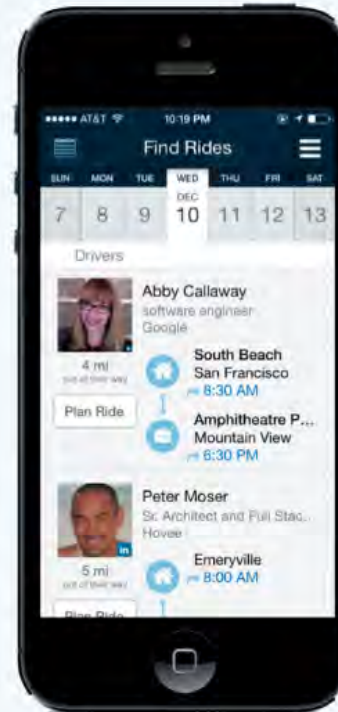 AT&T 10:19 PM
Find Rides
SUN MON TUE WED THU FRI SAT
DEC
7 8 9 10 11 12 13
Drivers
Abby Callaway
software engineer
Google
4 mi
out of their way
South Beach
San Francisco
8:30 AM
Plan Ride
Amphitheatre P...
Mountain View
6:30 PM
Peter Moser
Sr. Architect and Full Stac...
Hovee
in
5 mi
out of their way
Emeryville
8:00 AM
Plan Ride